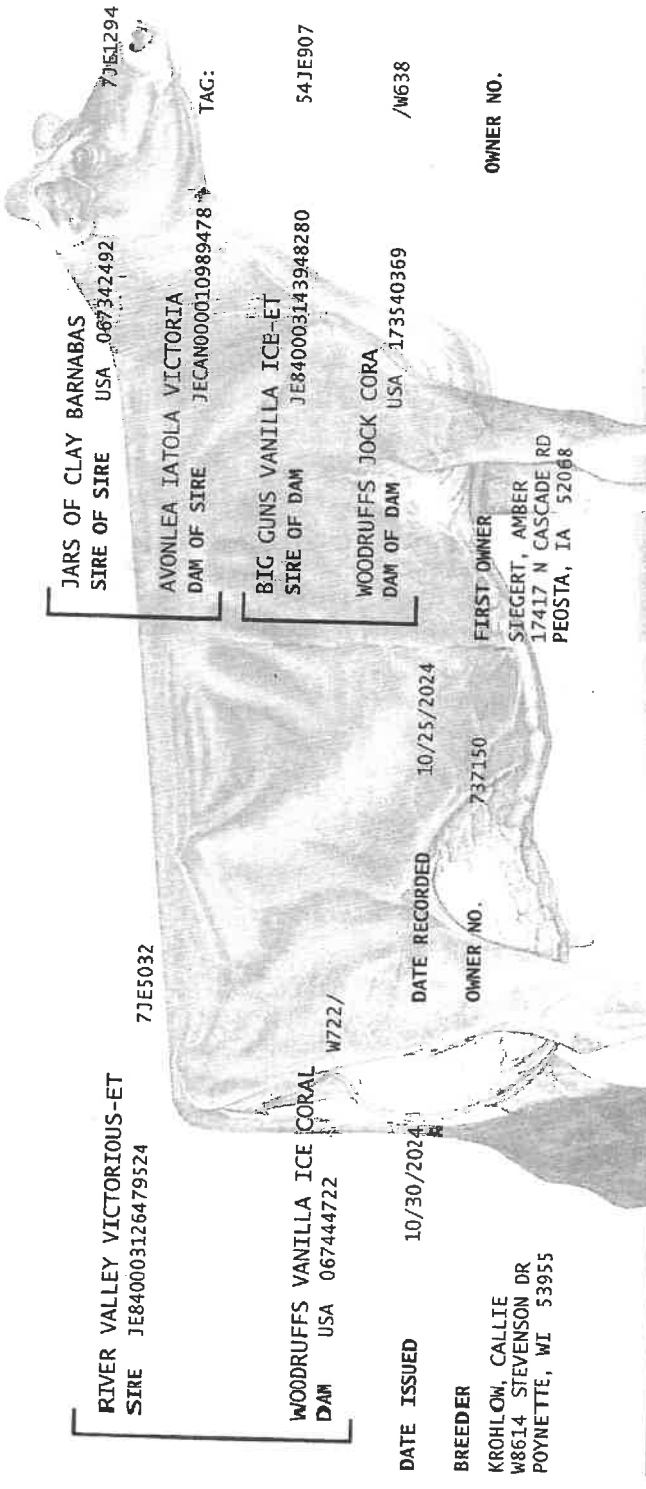 RIVER VALLEY VICTORIOUS-ET
SIRE JE840003126479524 7JE5032
WOODRUFFS VANILLA ICE CORAL
DAM USA 067444722 W722/
JARS OF CLAY BARNABAS
SIRE OF SIRE USA 067342492 7JE1294
AVONLEA IATOLA VICTORIA
DAM OF SIRE JECAN000010989478 TAG:
BIG GUNS VANILLA ICE-ET
SIRE OF DAM JE840003143948280 54JE907
WOODRUFFS JOCK CORA
DAM OF DAM USA 173540369 /W638
DATE ISSUED 10/30/2024 DATE RECORDED 10/25/2024
BREEDER OWNER NO. 737150 FIRST OWNER OWNER NO.
KROHLOW, CALLIE
W8614 STEVENSON DR
POYNETTE, WI 53955
SIEGERT, AMBER
17417 N CASCADE RD
PEOSTA, IA 52068